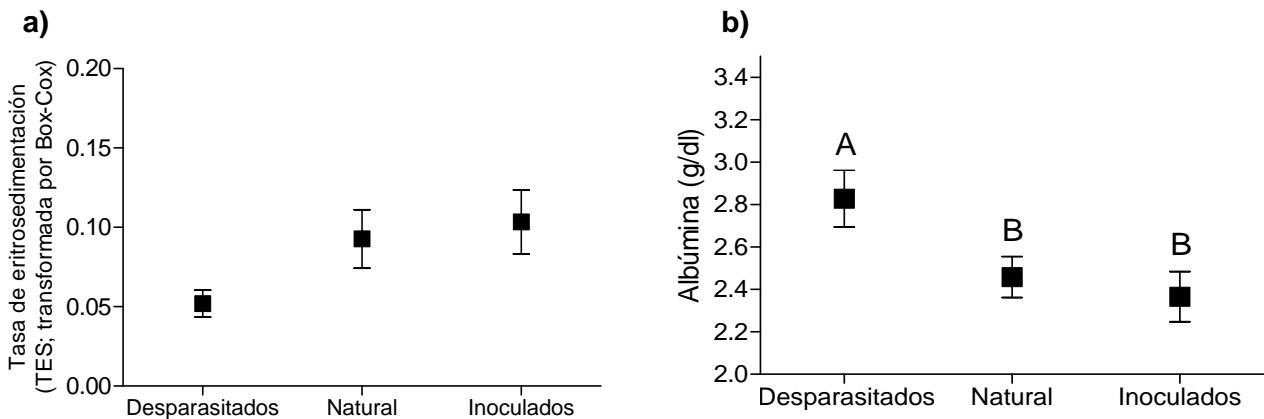 a)
Tasa de eritrosedimentación
(TES; transformada por Box-Cox)
0.20
0.15
0.10
0.05
0.00
Desparasitados Natural Inoculados
b)
Albúmina (g/dl)
3.4
3.2
3.0
2.8
2.6
2.4
2.2
2.0
A
B
B
Desparasitados Natural Inoculados